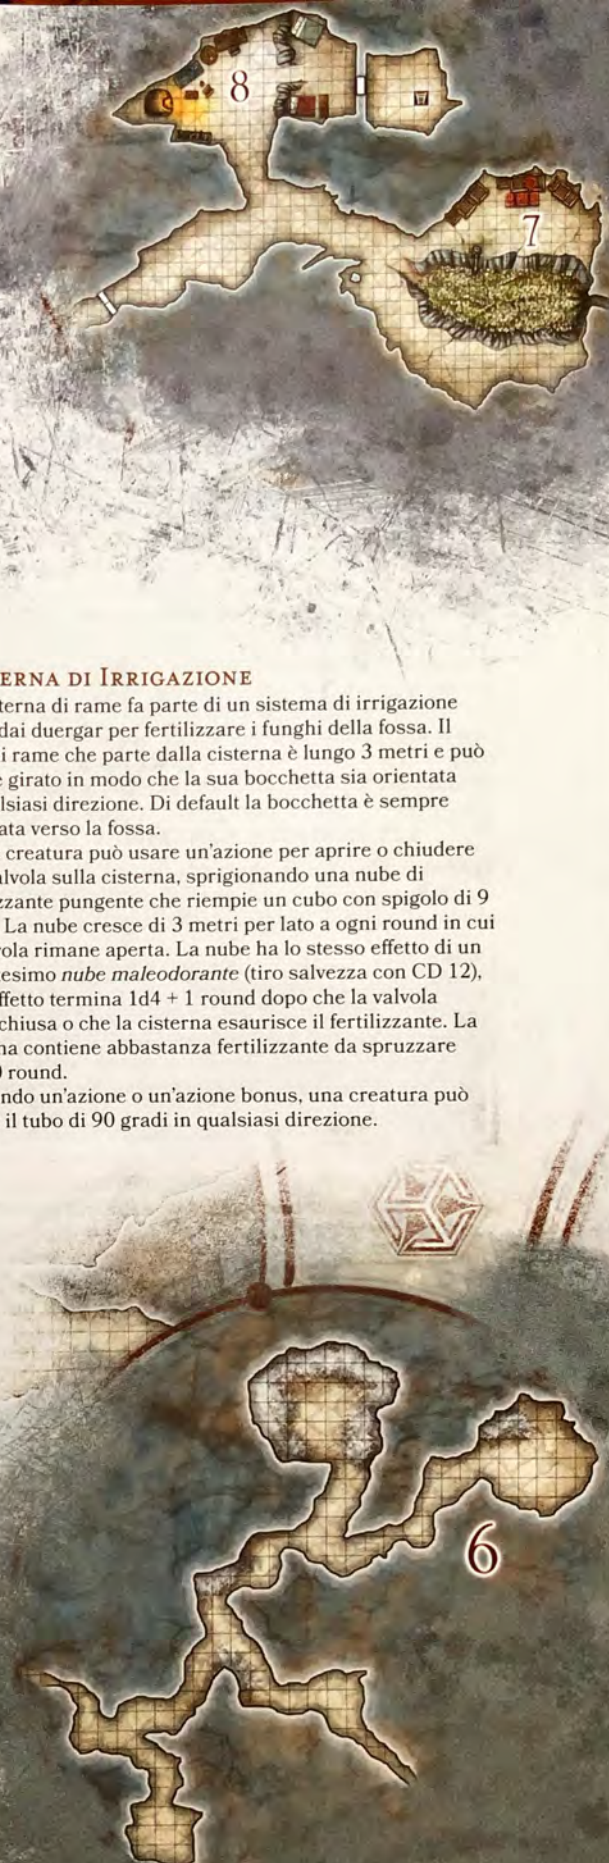 8
7
ERNA DI IRRIGAZIONE
terna di rame fa parte di un sistema di irrigazione
dai duergar per fertilizzare i funghi della fossa. Il
i rame che parte dalla cisterna è lungo 3 metri e può
e girato in modo che la sua bocchetta sia orientata
lsiasi direzione. Di default la bocchetta è sempre
ata verso la fossa.
creatura può usare un'azione per aprire o chiudere
alvola sulla cisterna, sprigionando una nube di
zzante pungente che riempie un cubo con spigolo di 9
La nube cresce di 3 metri per lato a ogni round in cui
vola rimane aperta. La nube ha lo stesso effetto di un
tesimo nube maleodorante (tiro salvezza con CD 12),
ffetto termina 1d4 + 1 round dopo che la valvola
chiusa o che la cisterna esaurisce il fertilizzante. La
na contiene abbastanza fertilizzante da spruzzare
0 round.
ndo un'azione o un'azione bonus, una creatura può
il tubo di 90 gradi in qualsiasi direzione.
6